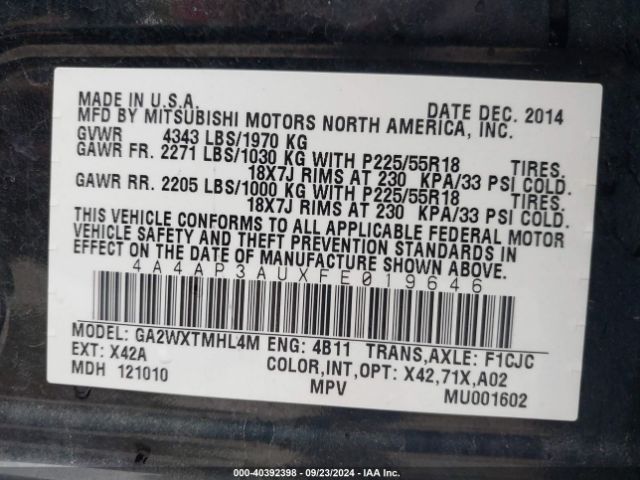 MADE IN U.S.A. DATE DEC. 2014
MFD BY MITSUBISHI MOTORS NORTH AMERICA, INC.
GVWR 4343 LBS/1970 KG
GAWR FR. 2271 LBS/1030 KG WITH P225/55R18 TIRES.
18X7J RIMS AT 230 KPA/33 PSI COLD.
GAWR RR. 2205 LBS/1000 KG WITH P225/55R18 TIRES.
18X7J RIMS AT 230 KPA/33 PSI COLD.
THIS VEHICLE CONFORMS TO ALL APPLICABLE FEDERAL MOTOR
VEHICLE SAFETY AND THEFT PREVENTION STANDARDS IN
EFFECT ON THE DATE OF MANUFACTURE SHOWN ABOVE.
4A4AP3AUXFE019646
MODEL: GA2WXTMHL4M ENG: 4B11 TRANS,AXLE: F1CJC
EXT: X42A COLOR,INT,OPT: X42,71X,A02
MDH 121010 MPV MU001602
000-40392398 - 09/23/2024 - IAA Inc.